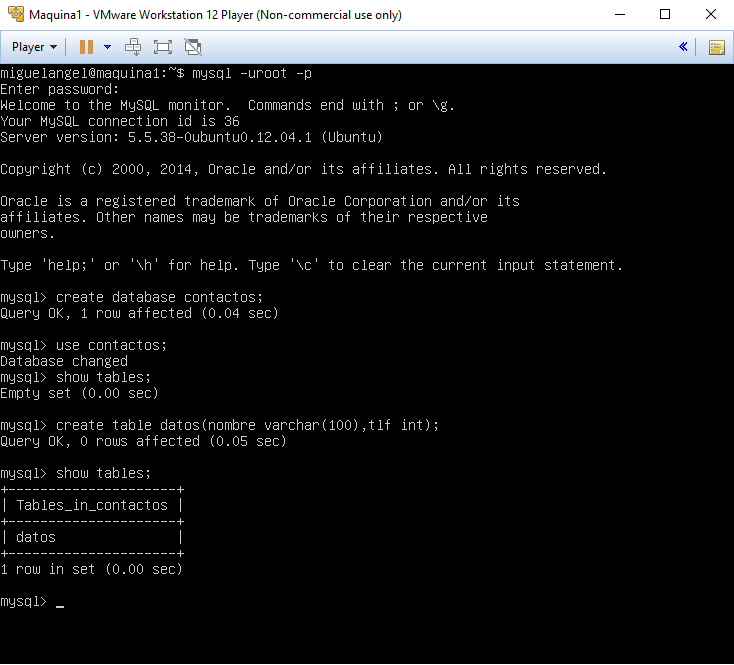 Maquina1 - VMware Workstation 12 Player (Non-commercial use only)
Player
miguelangel@maquina1:~$ mysql -uroot -p
Enter password:
Welcome to the MySQL monitor.  Commands end with ; or \g.
Your MySQL connection id is 36
Server version: 5.5.38-0ubuntu0.12.04.1 (Ubuntu)
Copyright (c) 2000, 2014, Oracle and/or its affiliates. All rights reserved.
Oracle is a registered trademark of Oracle Corporation and/or its
affiliates. Other names may be trademarks of their respective
owners.
Type 'help;' or '\h' for help. Type '\c' to clear the current input statement.
mysql> create database contactos;
Query OK, 1 row affected (0.04 sec)
mysql> use contactos;
Database changed
mysql> show tables;
Empty set (0.00 sec)
mysql> create table datos(nombre varchar(100),tlf int);
Query OK, 0 rows affected (0.05 sec)
mysql> show tables;
+---------------------+
| Tables_in_contactos |
+---------------------+
| datos               |
+---------------------+
1 row in set (0.00 sec)
mysql> _